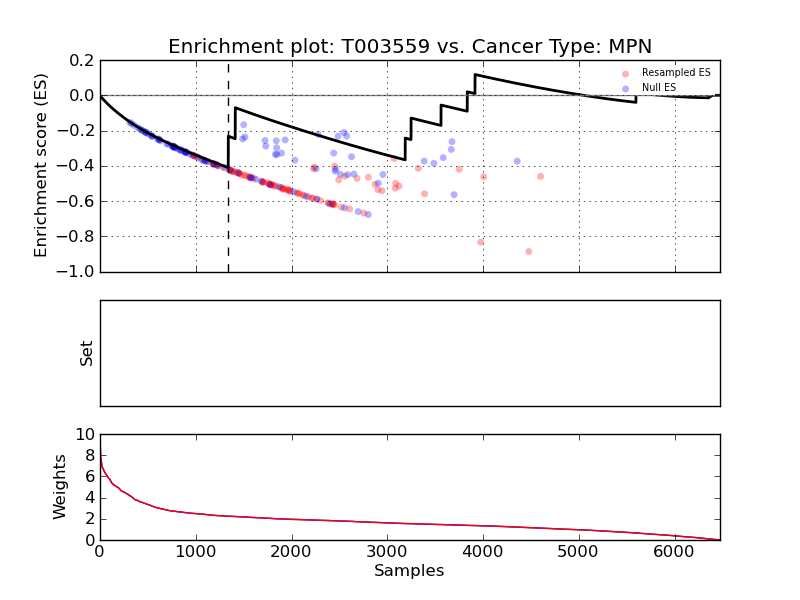 Enrichment plot: T003559 vs. Cancer Type: MPN
Enrichment score (ES)
0.2
0.0
−0.2
−0.4
−0.6
−0.8
−1.0
Resampled ES
Null ES
Set
Weights
10
8
6
4
2
0
0 1000 2000 3000 4000 5000 6000
Samples